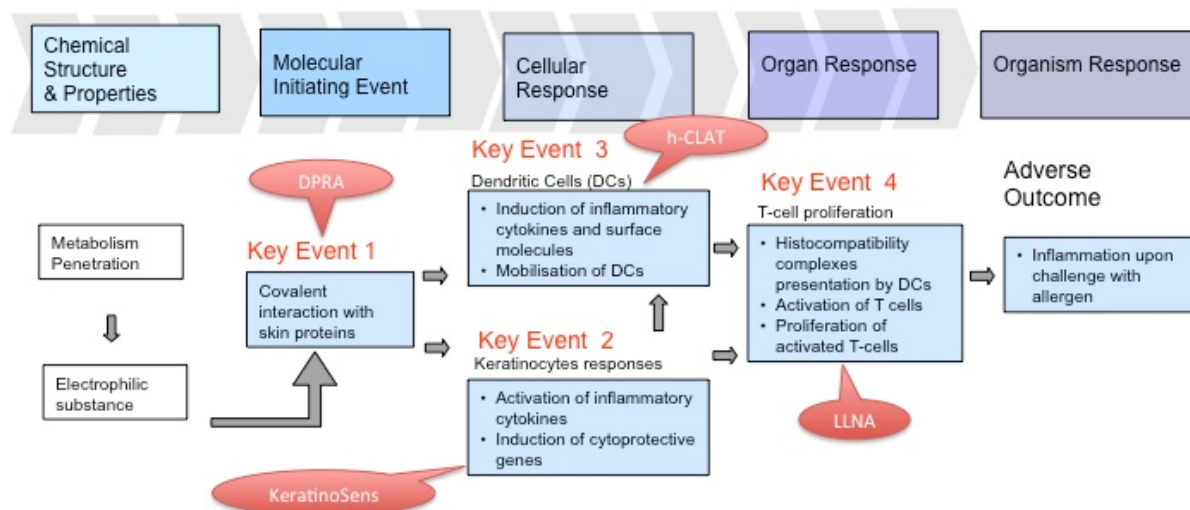 Chemical
Structure
& Properties
Molecular
Initiating Event
Cellular
Response
Organ Response
Organism Response
h-CLAT
DPRA
Key Event 3
Dendritic Cells (DCs)
• Induction of inflammatory
cytokines and surface
molecules
• Mobilisation of DCs
Key Event 4
T-cell proliferation
• Histocompatibility
complexes
presentation by DCs
• Activation of T cells
• Proliferation of
activated T-cells
Adverse
Outcome
• Inflammation upon
challenge with
allergen
Metabolism
Penetration
Key Event 1
Covalent
interaction with
skin proteins
Electrophilic
substance
Key Event 2
Keratinocytes responses
• Activation of inflammatory
cytokines
• Induction of cytoprotective
genes
LLNA
KeratinoSens